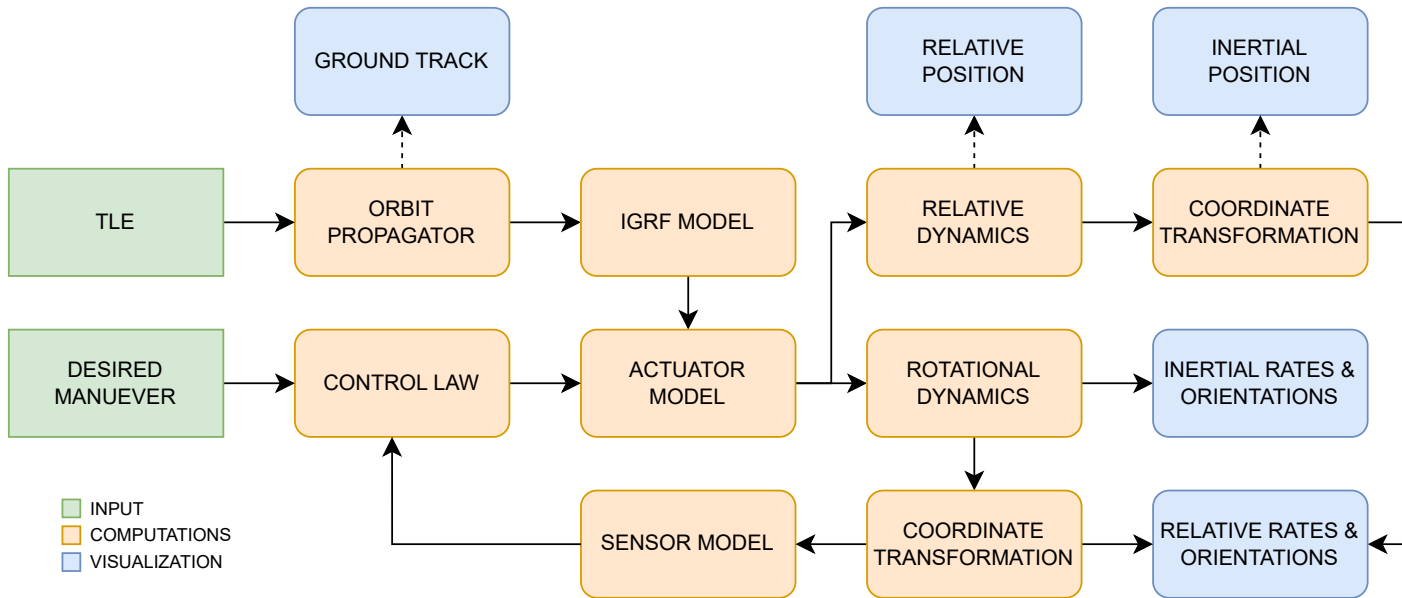 GROUND TRACK
RELATIVE
POSITION
INERTIAL
POSITION
TLE
ORBIT
PROPAGATOR
IGRF MODEL
RELATIVE
DYNAMICS
COORDINATE
TRANSFORMATION
DESIRED
MANUEVER
CONTROL LAW
ACTUATOR
MODEL
ROTATIONAL
DYNAMICS
INERTIAL RATES &
ORIENTATIONS
INPUT
COMPUTATIONS
VISUALIZATION
SENSOR MODEL
COORDINATE
TRANSFORMATION
RELATIVE RATES &
ORIENTATIONS